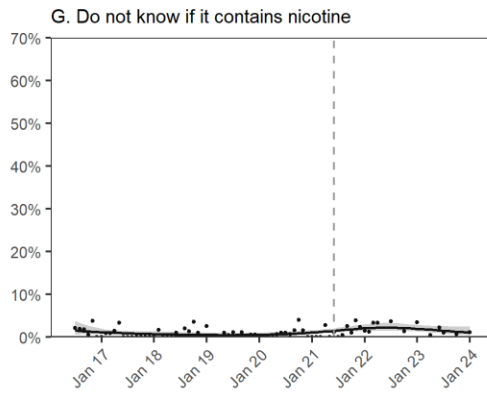 G. Do not know if it contains nicotine
70%
60%
50%
40%
30%
20%
10%
0%
Jan 17
Jan 18
Jan 19
Jan 20
Jan 21
Jan 22
Jan 23
Jan 24